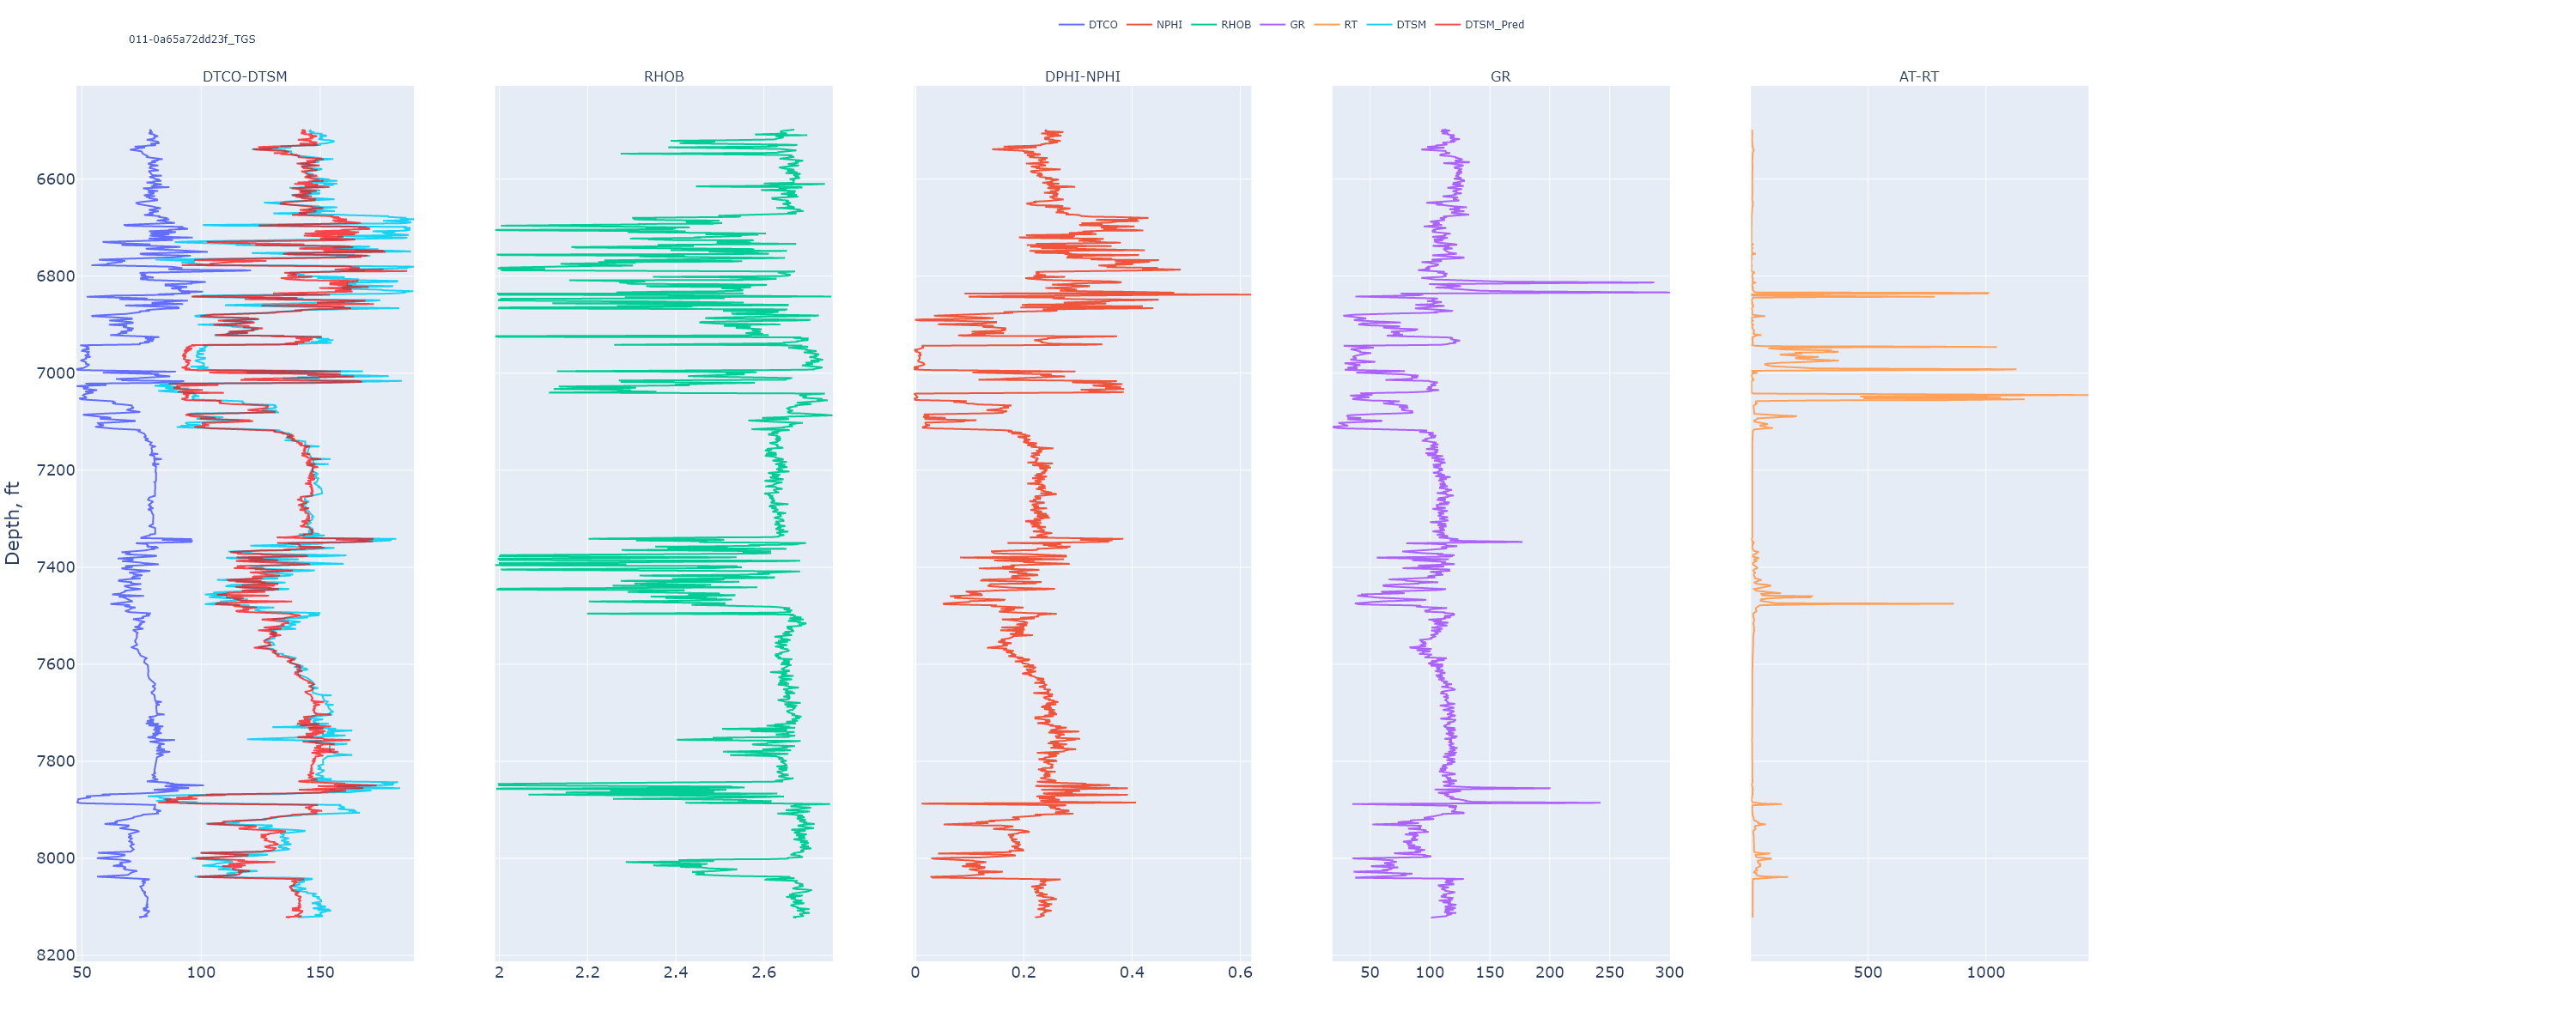 DTCO NPHI RHOB GR RT DTSM DTSM_Pred
011-0a65a72dd23f_TGS
DTCO-DTSM RHOB DPHI-NPHI GR AT-RT
Depth, ft
6600
6800
7000
7200
7400
7600
7800
8000
8200
50 100 150 2 2.2 2.4 2.6 0 0.2 0.4 0.6 50 100 150 200 250 300 500 1000